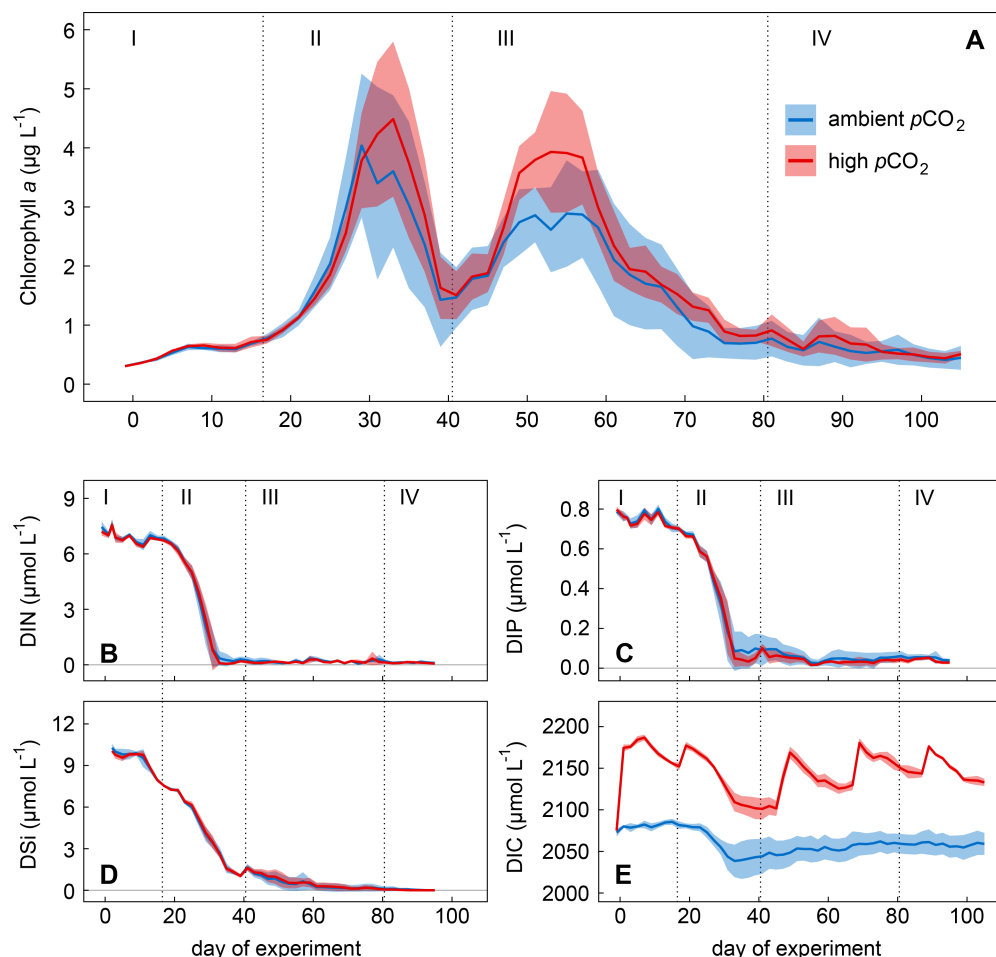 I II III IV A
Chlorophyll a (µg L⁻¹)
6
5
4
3
2
1
0
ambient pCO₂
high pCO₂
0 10 20 30 40 50 60 70 80 90 100
I II III IV
DIN (µmol L⁻¹)
9
6
3
0
B
I II III IV
DIP (µmol L⁻¹)
0.8
0.6
0.4
0.2
0.0
C
DSi (µmol L⁻¹)
12
9
6
3
0
D
0 20 40 60 80 100
day of experiment
DIC (µmol L⁻¹)
2200
2150
2100
2050
2000
E
0 20 40 60 80 100
day of experiment